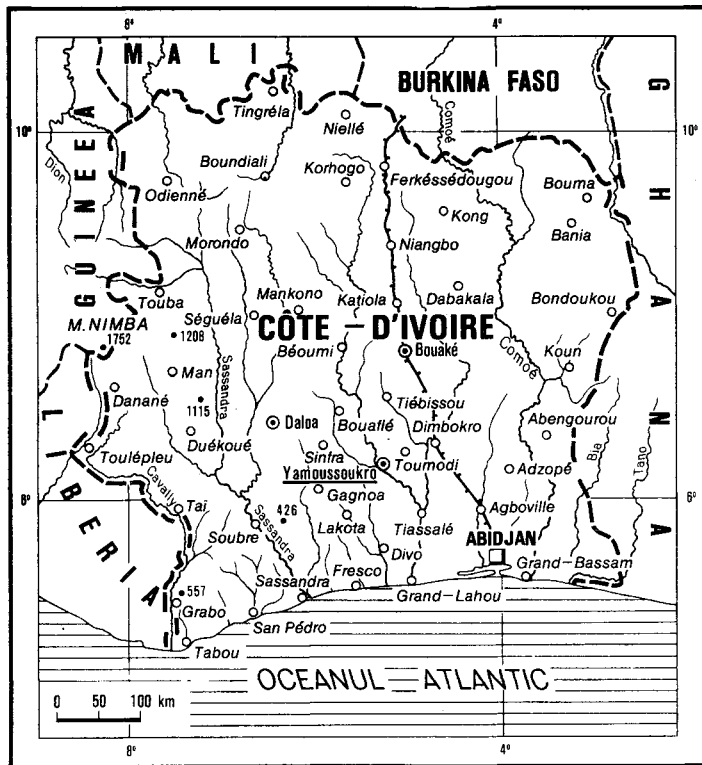 8°
4°
MALI
BURKINA FASO
GUINEEA
GHANA
LIBERIA
10°
10°
Tingréla
Niellé
Comoé
Dion
Boundiali
Korhogo
Ferkéssédougou
Odienné
Bouma
Kong
Bania
Morondo
Niangbo
Touba
Mankono
Katiola
Dabakala
Bondoukou
Séguéla
M. NIMBA
1752
1208
CÔTE – D'IVOIRE
Sassandra
Béoumi
Bouaké
Comoé
Koun
Man
Danané
1115
Tiébissou
Daloa
Bouaflé
Dimbokro
Abengourou
Duékoué
Bia
Tano
Toulépleu
Sinfra
Toumodi
Adzopé
Yamoussoukro
Cavally
8°
6°
Gagnoa
Taï
426
Agboville
Soubre
Sassandra
Lakota
Tiassalé
ABIDJAN
Divo
557
Sassandra
Fresco
Grand–Bassam
Grabo
Grand–Lahou
San Pédro
Tabou
OCEANUL ATLANTIC
0 50 100 km
8°
4°